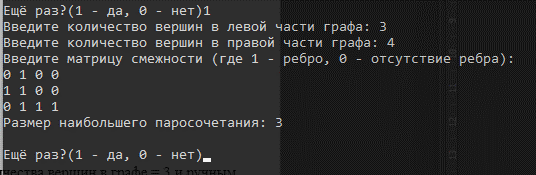 Ещё раз?(1 - да, 0 - нет)1
Введите количество вершин в левой части графа: 3
Введите количество вершин в правой части графа: 4
Введите матрицу смежности (где 1 - ребро, 0 - отсутствие ребра):
0 1 0 0
1 1 0 0
0 1 1 1
Размер наибольшего паросочетания: 3
Ещё раз?(1 - да, 0 - нет)
вершин в графе = 3 и ручным